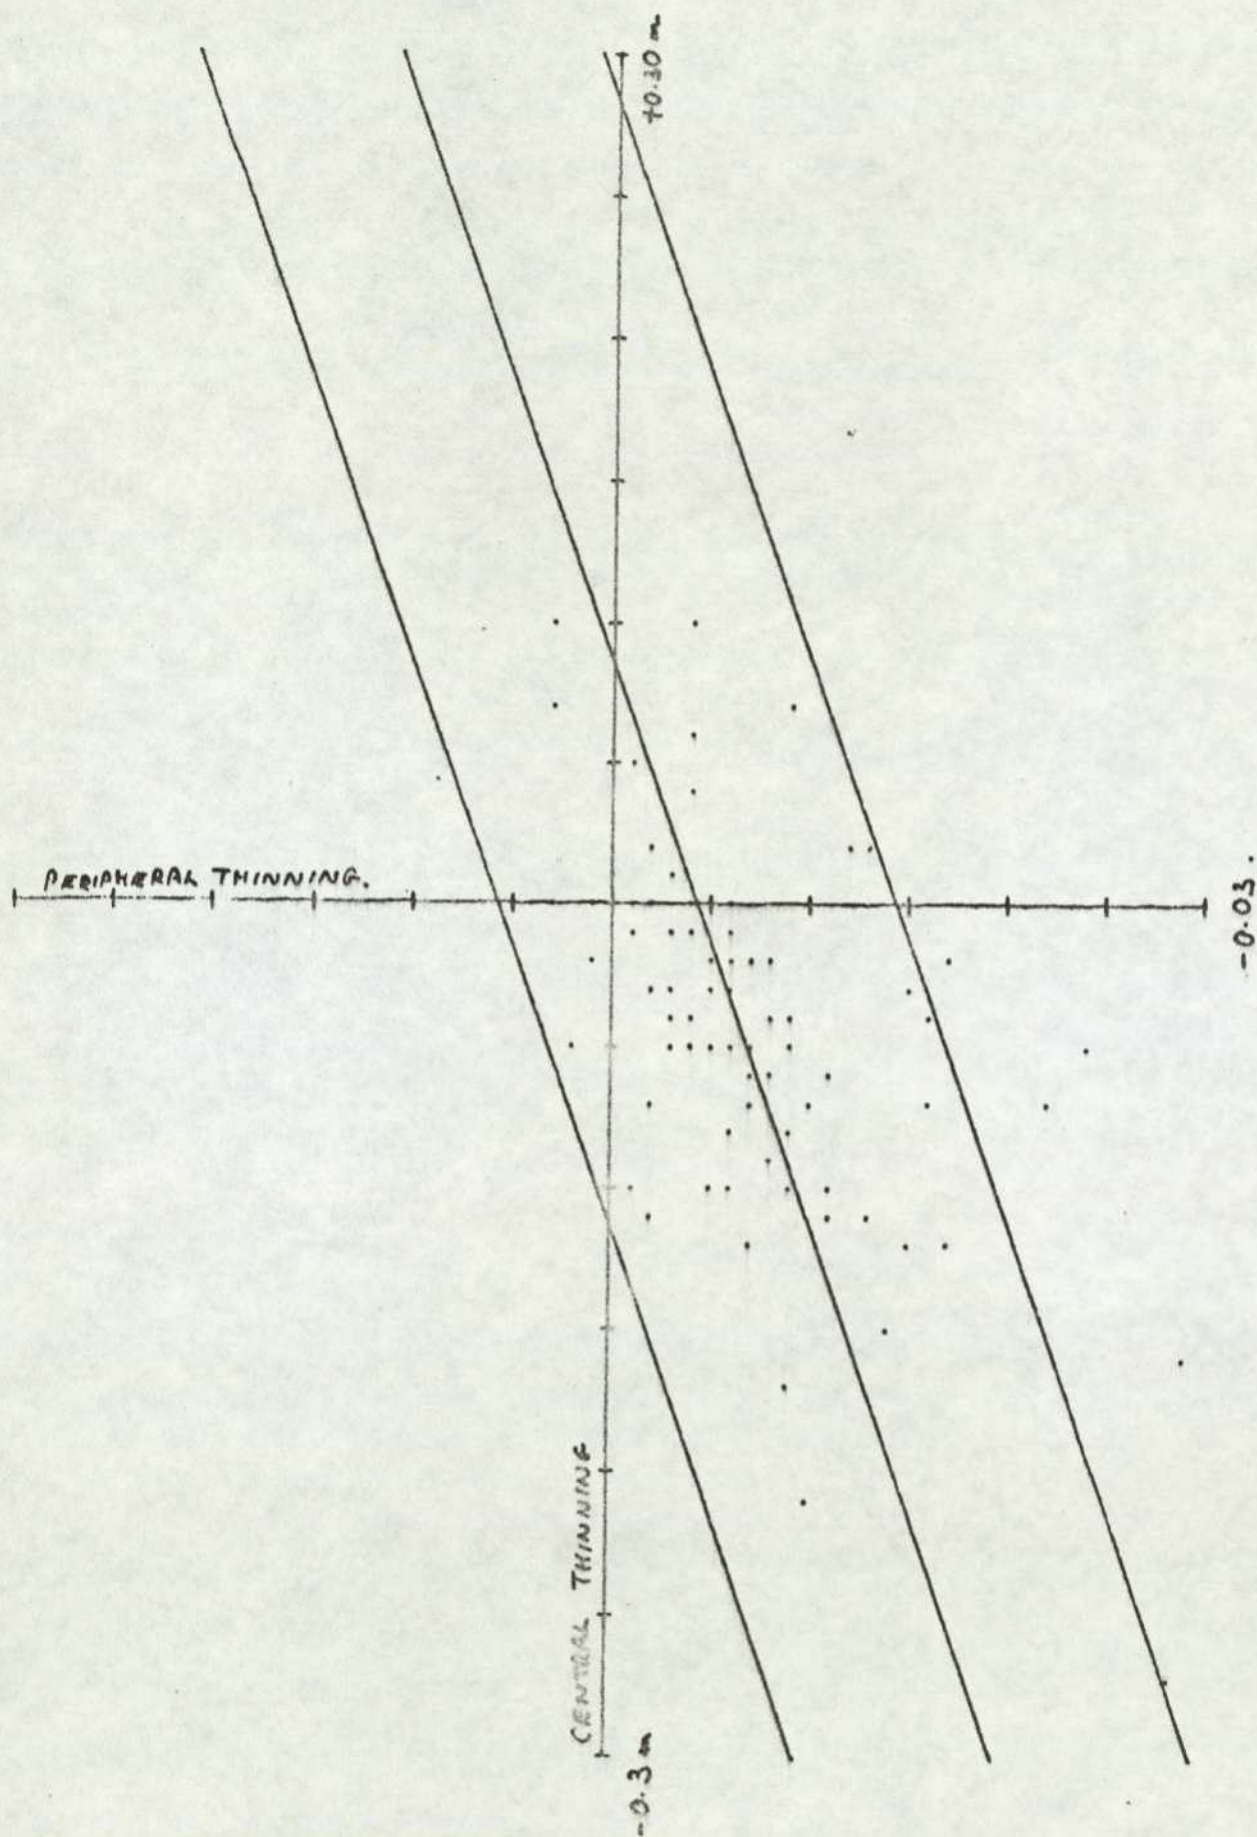 +0.30 m
PERIPHERAL THINNING.
-0.03.
CENTRAL THINNING
-0.3 m